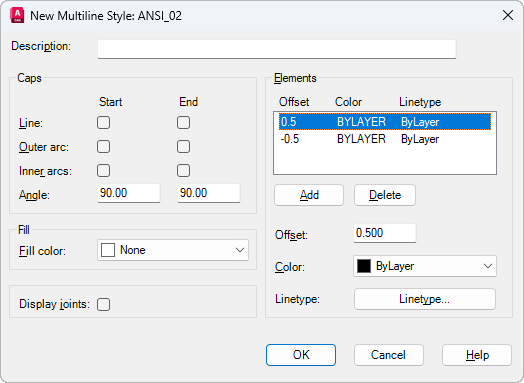 New Multiline Style: ANSI_02
Description:
Caps
Start End
Line:
Outer arc:
Inner arcs:
Angle: 90.00 90.00
Fill
Fill color: None
Display joints:
Elements
Offset Color Linetype
0.5 BYLAYER ByLayer
-0.5 BYLAYER ByLayer
Add Delete
Offset: 0.500
Color: ByLayer
Linetype: Linetype...
OK Cancel Help